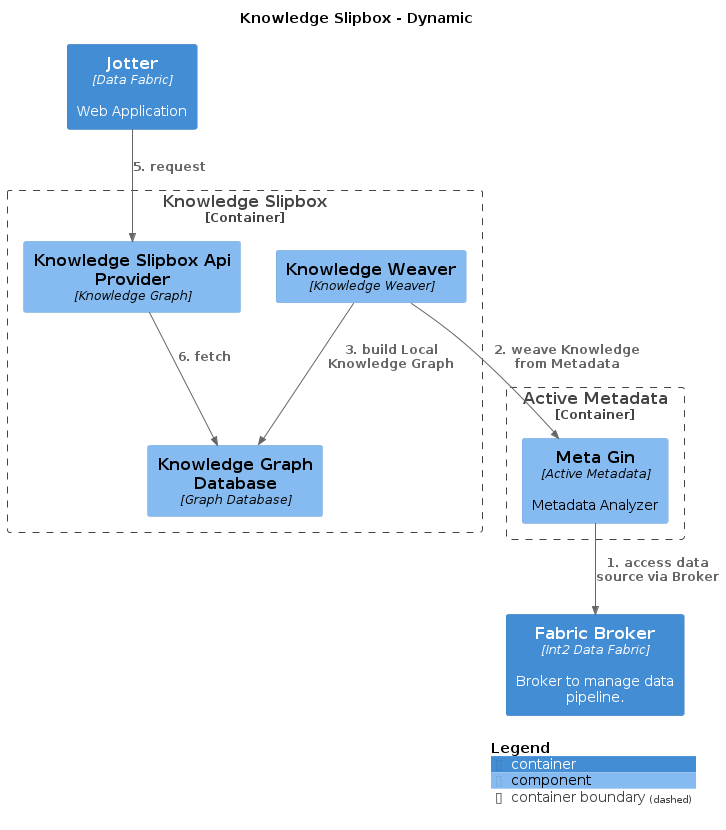 Knowledge Slipbox - Dynamic
Jotter
[Data Fabric]
Web Application
5. request
Knowledge Slipbox
[Container]
Knowledge Slipbox Api
Provider
[Knowledge Graph]
Knowledge Weaver
[Knowledge Weaver]
6. fetch
3. build Local
Knowledge Graph
2. weave Knowledge
from Metadata
Active Metadata
[Container]
Knowledge Graph
Database
[Graph Database]
Meta Gin
[Active Metadata]
Metadata Analyzer
1. access data
source via Broker
Fabric Broker
[Int2 Data Fabric]
Broker to manage data
pipeline.
Legend
container
component
container boundary (dashed)